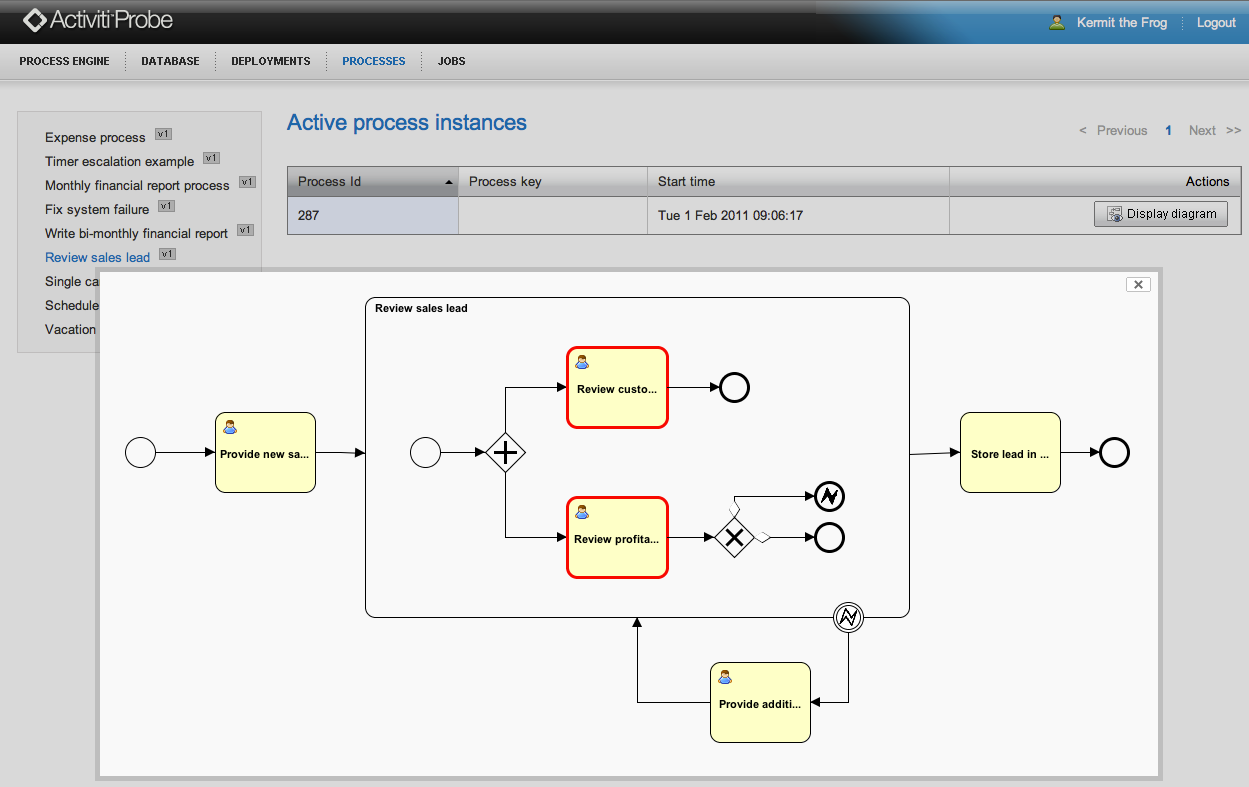 Activiti Probe
Kermit the Frog
Logout
PROCESS ENGINE
DATABASE
DEPLOYMENTS
PROCESSES
JOBS
Expense process v1
Timer escalation example v1
Monthly financial report process v1
Fix system failure v1
Write bi-monthly financial report v1
Review sales lead v1
Single ca
Schedule
Vacation
Active process instances
< Previous 1 Next >>
Process Id Process key Start time Actions
287 Tue 1 Feb 2011 09:06:17 Display diagram
Review sales lead
Review custo...
Provide new sa...
Store lead in ...
Review profita...
Provide additi...